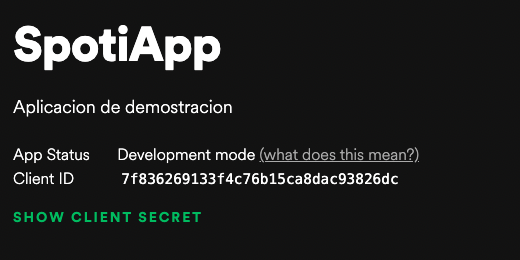 SpotiApp
Aplicacion de demostracion
App Status Development mode (what does this mean?)
Client ID 7f836269133f4c76b15ca8dac93826dc
SHOW CLIENT SECRET